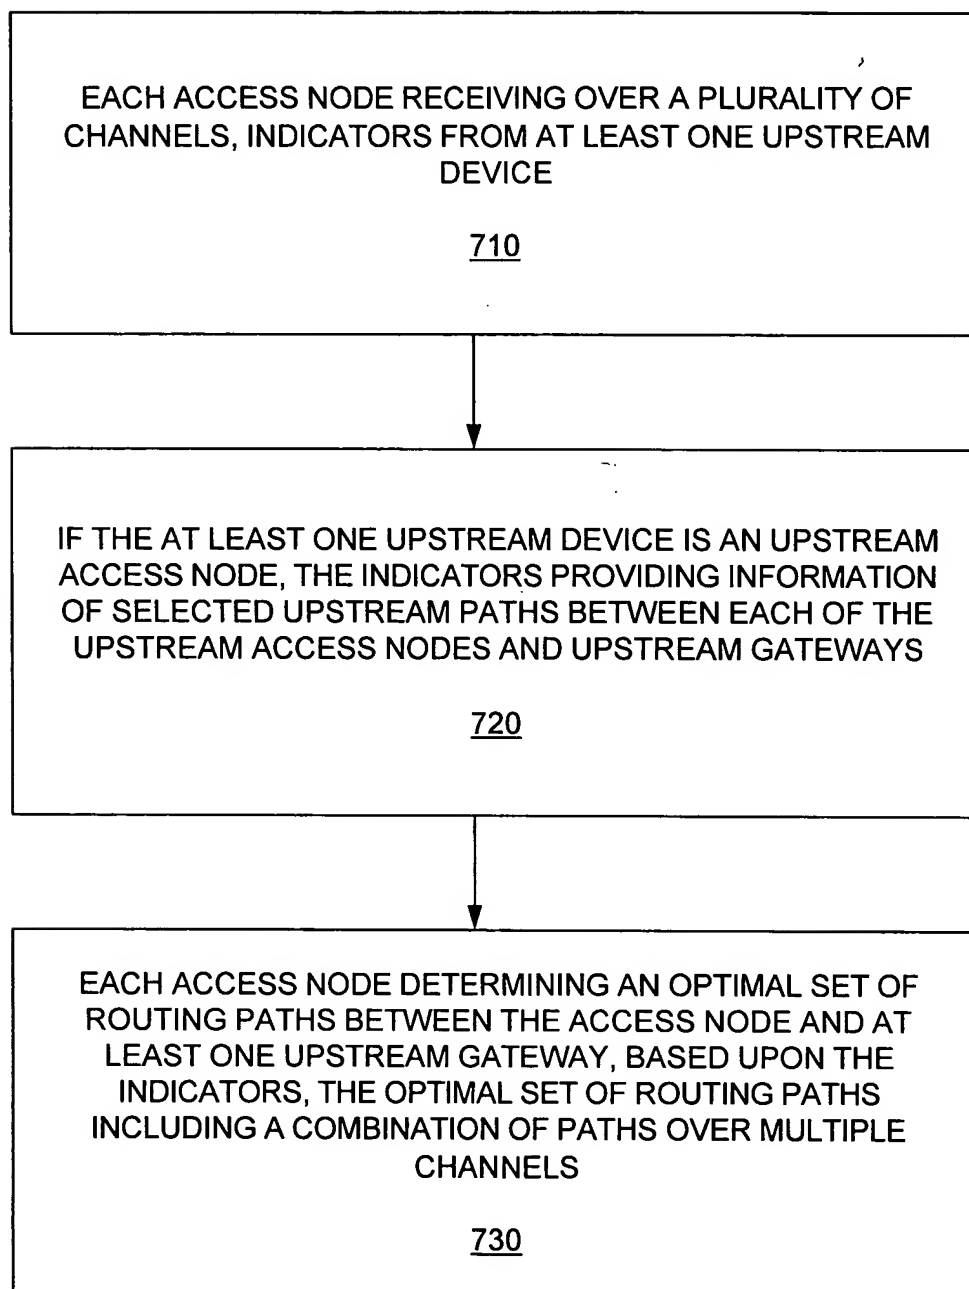 EACH ACCESS NODE RECEIVING OVER A PLURALITY OF
CHANNELS, INDICATORS FROM AT LEAST ONE UPSTREAM
DEVICE
710
IF THE AT LEAST ONE UPSTREAM DEVICE IS AN UPSTREAM
ACCESS NODE, THE INDICATORS PROVIDING INFORMATION
OF SELECTED UPSTREAM PATHS BETWEEN EACH OF THE
UPSTREAM ACCESS NODES AND UPSTREAM GATEWAYS
720
EACH ACCESS NODE DETERMINING AN OPTIMAL SET OF
ROUTING PATHS BETWEEN THE ACCESS NODE AND AT
LEAST ONE UPSTREAM GATEWAY, BASED UPON THE
INDICATORS, THE OPTIMAL SET OF ROUTING PATHS
INCLUDING A COMBINATION OF PATHS OVER MULTIPLE
CHANNELS
730